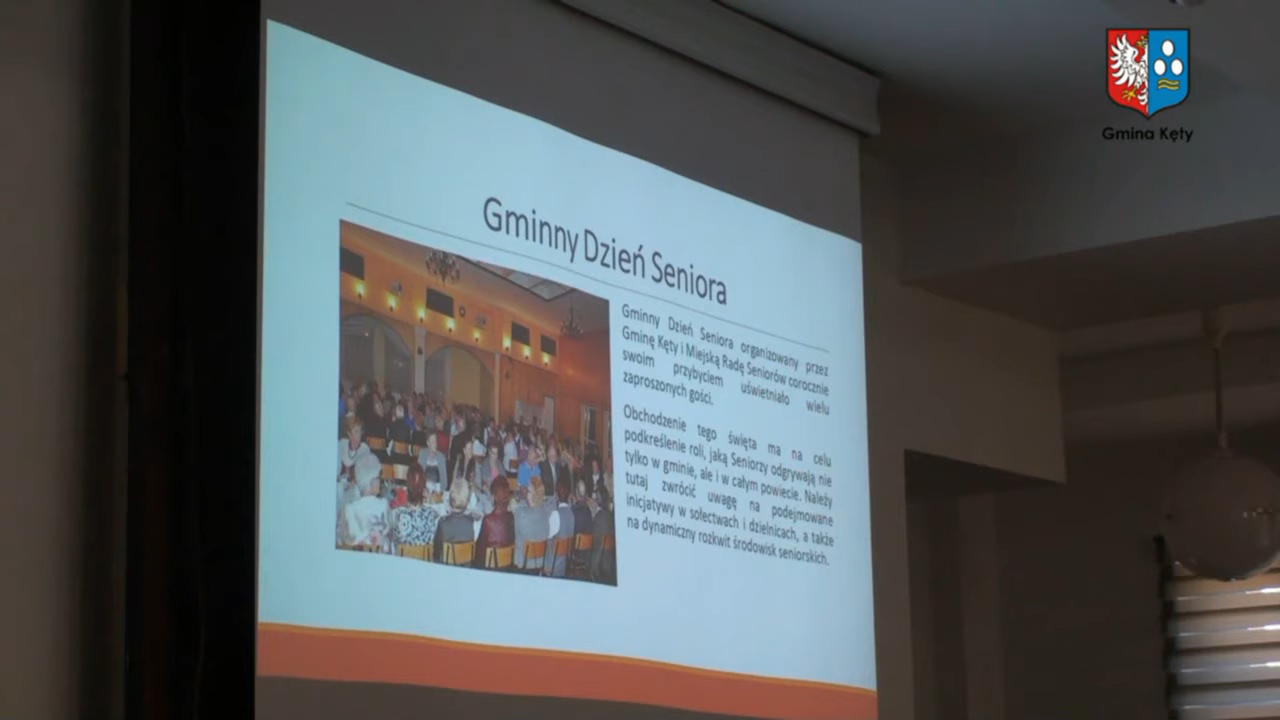 Gmina Kęty
Gminny Dzień Seniora
Gminny Dzień Seniora organizowany przez
Gminę Kęty i Miejską Radę Seniorów corocznie
swoim przybyciem uświetniało wielu
zaproszonych gości.
Obchodzenie tego święta ma na celu
podkreślenie roli, jaką Seniorzy odgrywają nie
tylko w gminie, ale i w całym powiecie. Należy
tutaj zwrócić uwagę na podejmowane
inicjatywy w sołectwach i dzielnicach, a także
na dynamiczny rozkwit środowisk seniorskich.